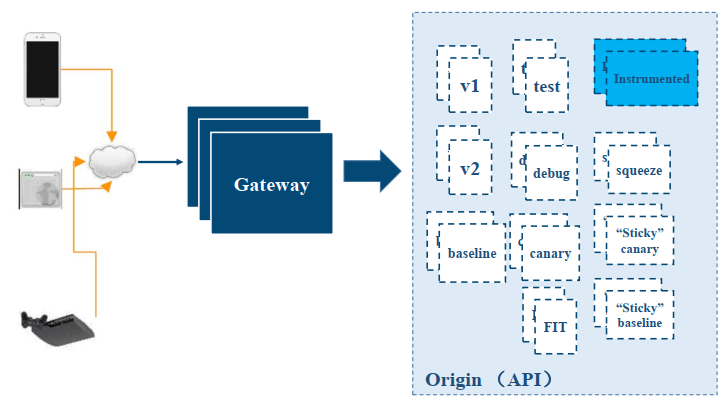 v1
test
Instrumented
v2
debug
squeeze
Gateway
baseline
canary
“Sticky”
canary
FIT
“Sticky”
baseline
Origin （API）